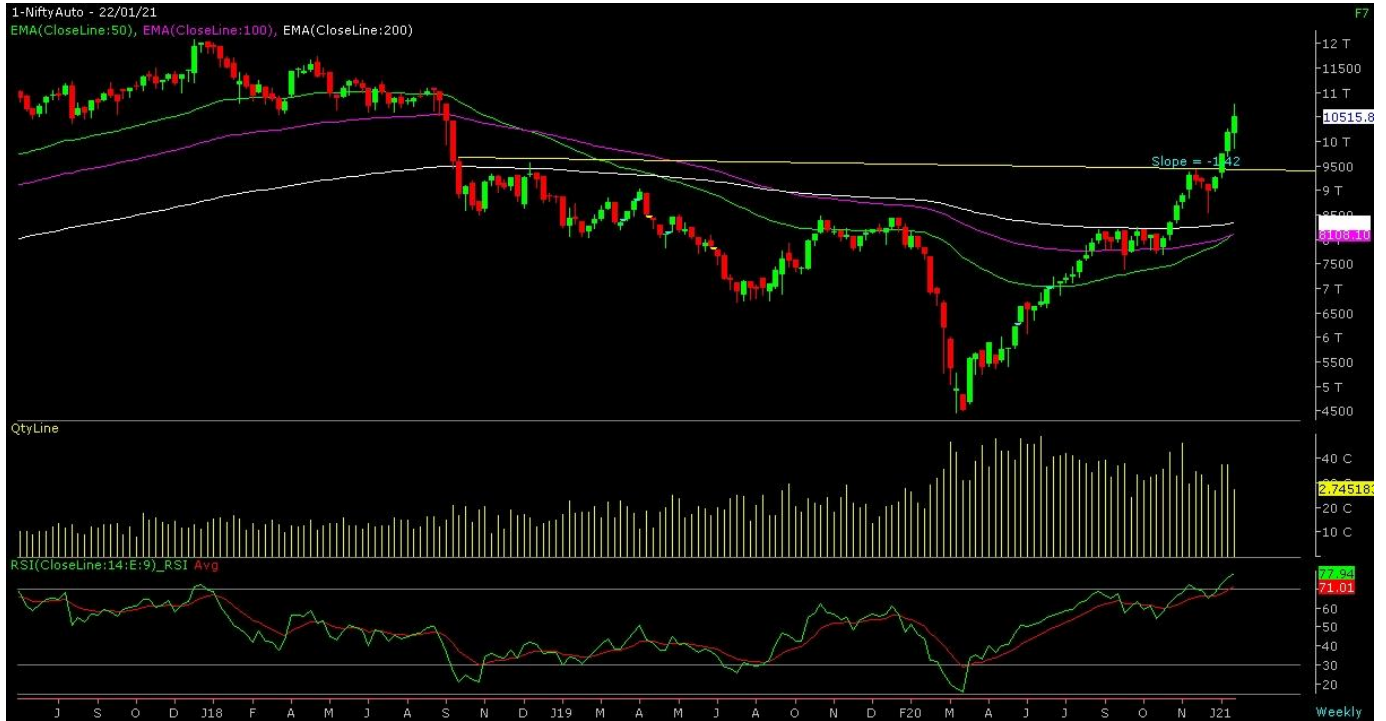 1-NiftyAuto - 22/01/21
F7
EMA(CloseLine:50), EMA(CloseLine:100), EMA(CloseLine:200)
12 T
11500
11 T
10515.8
10 T
9500
Slope = -1.42
9 T
8108.10
7500
7 T
6500
6 T
5500
5 T
4500
QtyLine
40 C
2.745183
20 C
10 C
RSI(CloseLine:14:E:9)_RSI Avg
77.94
71.01
60
50
40
30
20
J S O D J18 F A M J A S N D J19 M A M J A O N D F20 M A J J A S O N J21
Weekly